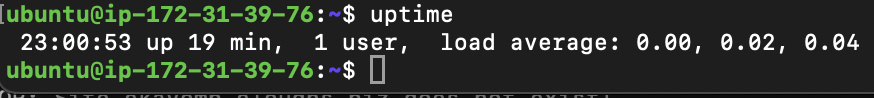 ubuntu@ip-172-31-39-76:~$ uptime
 23:00:53 up 19 min,  1 user,  load average: 0.00, 0.02, 0.04
ubuntu@ip-172-31-39-76:~$